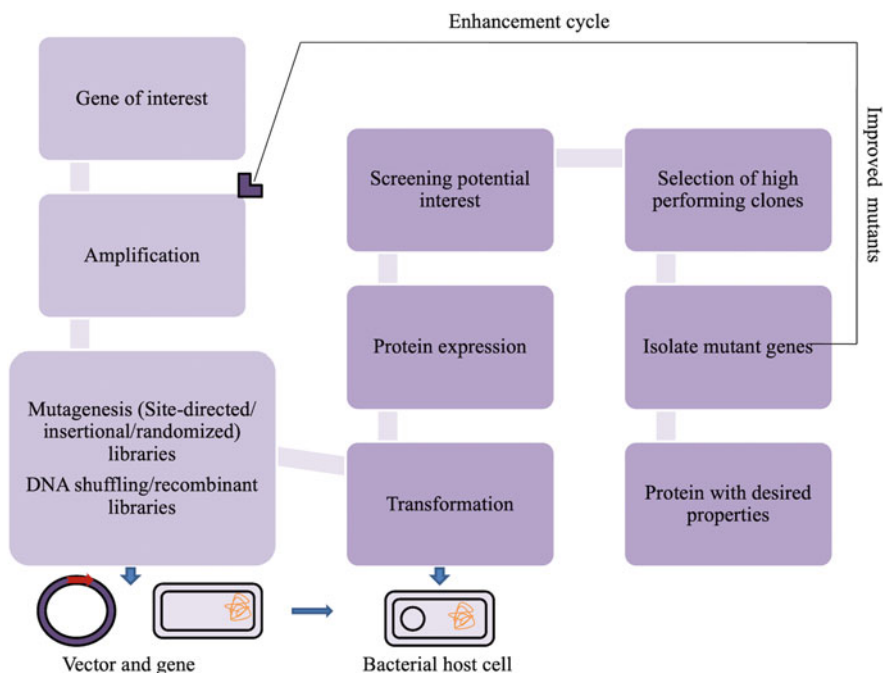 Enhancement cycle
Improved mutants
Gene of interest
Amplification
Mutagenesis (Site-directed/
insertional/randomized)
libraries
DNA shuffling/recombinant
libraries
Vector and gene
Screening potential
interest
Protein expression
Transformation
Bacterial host cell
Selection of high
performing clones
Isolate mutant genes
Protein with desired
properties